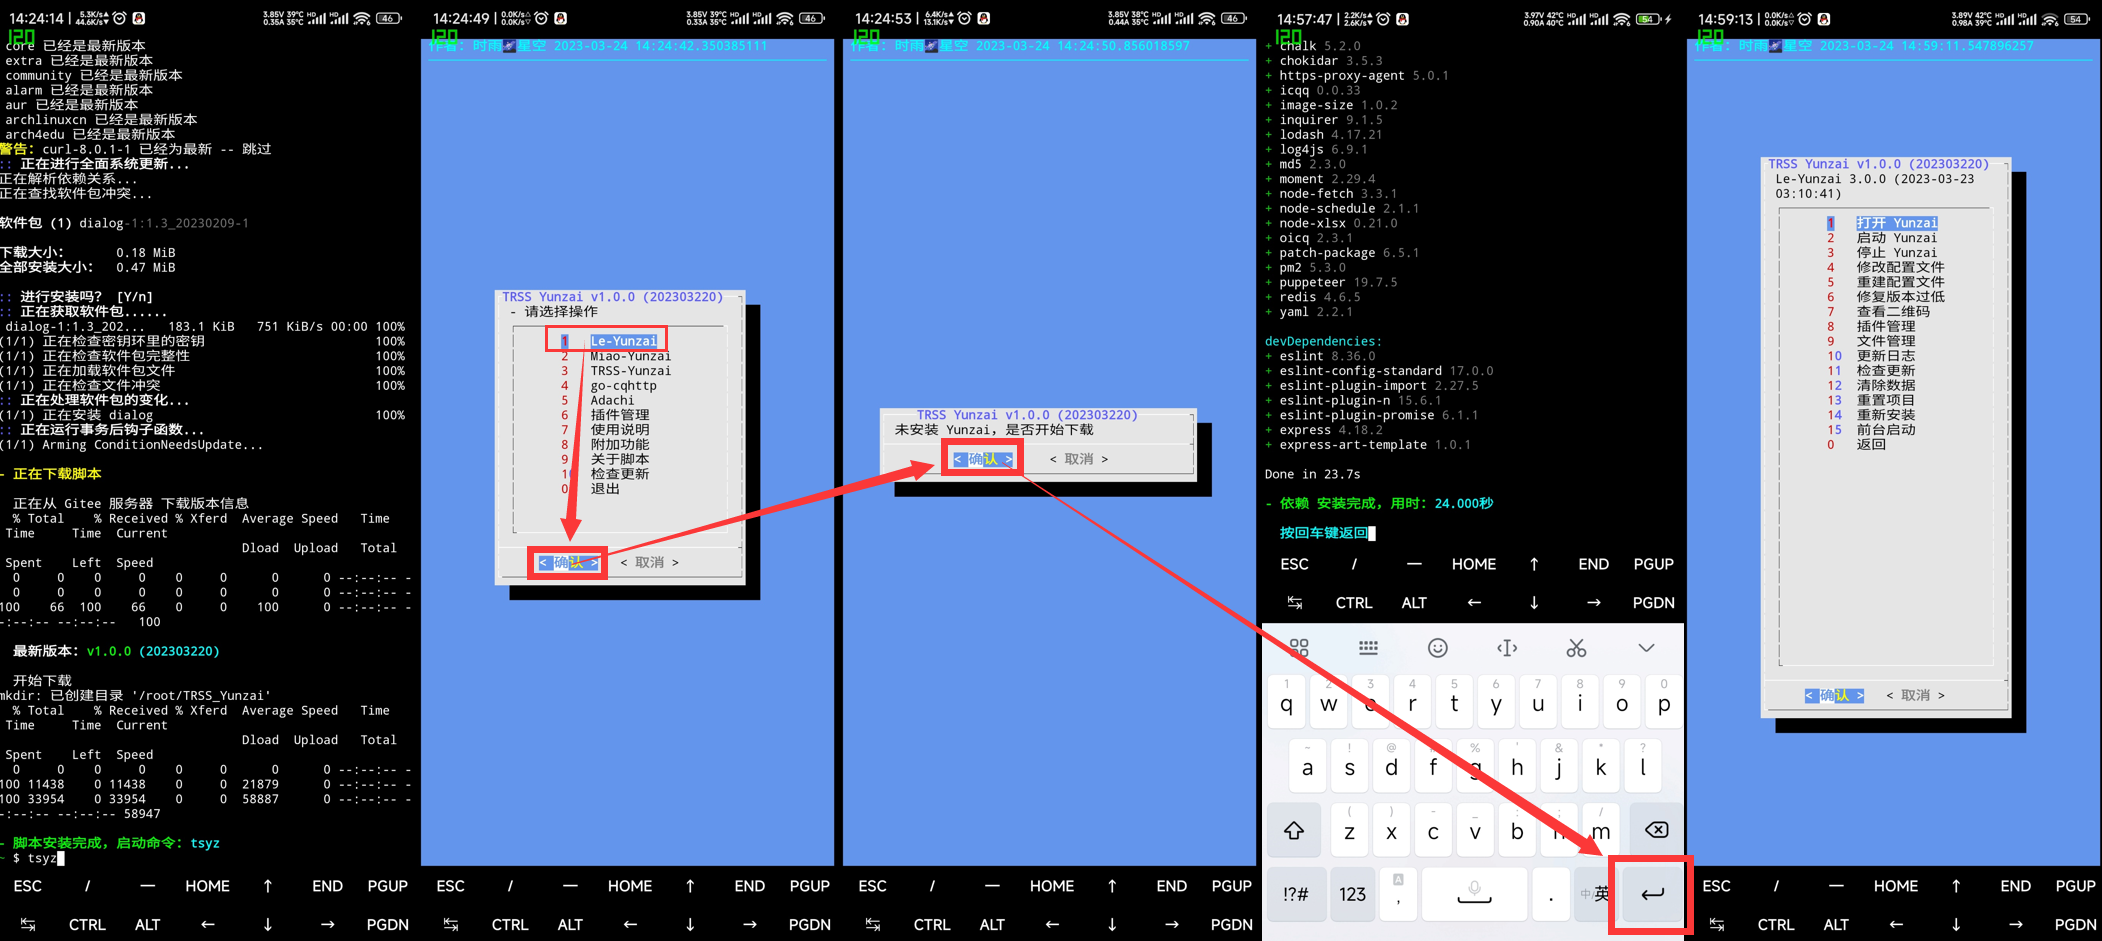 14:24:14
5.3K/s
44.6K/s
3.85V 39°C
0.35A 35°C
HD
HD
46
120
core 已经是最新版本
extra 已经是最新版本
community 已经是最新版本
alarm 已经是最新版本
aur 已经是最新版本
archlinuxcn 已经是最新版本
arch4edu 已经是最新版本
警告：curl-8.0.1-1 已经为最新 -- 跳过
:: 正在进行全面系统更新...
正在解析依赖关系...
正在查找软件包冲突...
软件包 (1) dialog-1:1.3_20230209-1
下载大小： 0.18 MiB
全部安装大小： 0.47 MiB
:: 进行安装吗？ [Y/n]
:: 正在获取软件包......
dialog-1:1.3_202... 183.1 KiB 751 KiB/s 00:00 100%
(1/1) 正在检查密钥环里的密钥 100%
(1/1) 正在检查软件包完整性 100%
(1/1) 正在加载软件包文件 100%
(1/1) 正在检查文件冲突 100%
:: 正在处理软件包的变化...
(1/1) 正在安装 dialog 100%
:: 正在运行事务后钩子函数...
(1/1) Arming ConditionNeedsUpdate...
- 正在下载脚本
正在从 Gitee 服务器 下载版本信息
% Total % Received % Xferd Average Speed Time
Time Time Current
Dload Upload Total
Spent Left Speed
0 0 0 0 0 0 0 0 --:--:-- -
0 0 0 0 0 0 0 0 --:--:-- -
100 66 100 66 0 0 100 0 --:--:-- -
-:--:-- --:--:-- 100
最新版本：v1.0.0 (202303220)
开始下载
mkdir: 已创建目录 '/root/TRSS_Yunzai'
% Total % Received % Xferd Average Speed Time
Time Time Current
Dload Upload Total
Spent Left Speed
0 0 0 0 0 0 0 0 --:--:-- -
100 11438 0 11438 0 0 21879 0 --:--:-- -
100 33954 0 33954 0 0 58887 0 --:--:-- -
-:--:-- --:--:-- 58947
- 脚本安装完成，启动命令：tsyz
~ $ tsyz
ESC / — HOME ↑ END PGUP
↹ CTRL ALT ← ↓ → PGDN
14:24:49
0.0K/s
0.0K/s
3.85V 39°C
0.33A 35°C
HD
HD
46
120
作者：时雨🌌星空 2023-03-24 14:24:42.350385111
TRSS Yunzai v1.0.0 (202303220)
- 请选择操作
1 Le-Yunzai
2 Miao-Yunzai
3 TRSS-Yunzai
4 go-cqhttp
5 Adachi
6 插件管理
7 使用说明
8 附加功能
9 关于脚本
10 检查更新
0 退出
< 确认 > < 取消 >
ESC / — HOME ↑ END PGUP
↹ CTRL ALT ← ↓ → PGDN
14:24:53
6.4K/s
13.1K/s
3.85V 38°C
0.44A 35°C
HD
HD
46
120
作者：时雨🌌星空 2023-03-24 14:24:50.856018597
TRSS Yunzai v1.0.0 (202303220)
未安装 Yunzai，是否开始下载
< 确认 > < 取消 >
ESC / — HOME ↑ END PGUP
↹ CTRL ALT ← ↓ → PGDN
14:57:47
2.2K/s
2.6K/s
3.97V 42°C
0.90A 40°C
HD
HD
54
120
+ chalk 5.2.0
+ chokidar 3.5.3
+ https-proxy-agent 5.0.1
+ icqq 0.0.33
+ image-size 1.0.2
+ inquirer 9.1.5
+ lodash 4.17.21
+ log4js 6.9.1
+ md5 2.3.0
+ moment 2.29.4
+ node-fetch 3.3.1
+ node-schedule 2.1.1
+ node-xlsx 0.21.0
+ oicq 2.3.1
+ patch-package 6.5.1
+ pm2 5.3.0
+ puppeteer 19.7.5
+ redis 4.6.5
+ yaml 2.2.1
devDependencies:
+ eslint 8.36.0
+ eslint-config-standard 17.0.0
+ eslint-plugin-import 2.27.5
+ eslint-plugin-n 15.6.1
+ eslint-plugin-promise 6.1.1
+ express 4.18.2
+ express-art-template 1.0.1
Done in 23.7s
- 依赖 安装完成，用时：24.000秒
按回车键返回
ESC / — HOME ↑ END PGUP
↹ CTRL ALT ← ↓ → PGDN
1 2 3 4 5 6 7 8 9 0
q w e r t y u i o p
~ ! @ % ' & * ?
a s d f g h j k l
( ) - _ : ; /
z x c v b n m
!?# 123 A , . 中/英
14:59:13
0.0K/s
0.0K/s
3.89V 42°C
0.98A 39°C
HD
HD
54
120
作者：时雨🌌星空 2023-03-24 14:59:11.547896257
TRSS Yunzai v1.0.0 (202303220)
Le-Yunzai 3.0.0 (2023-03-23
03:10:41)
1 打开 Yunzai
2 启动 Yunzai
3 停止 Yunzai
4 修改配置文件
5 重建配置文件
6 修复版本过低
7 查看二维码
8 插件管理
9 文件管理
10 更新日志
11 检查更新
12 清除数据
13 重置项目
14 重新安装
15 前台启动
0 返回
< 确认 > < 取消 >
ESC / — HOME ↑ END PGUP
↹ CTRL ALT ← ↓ → PGDN